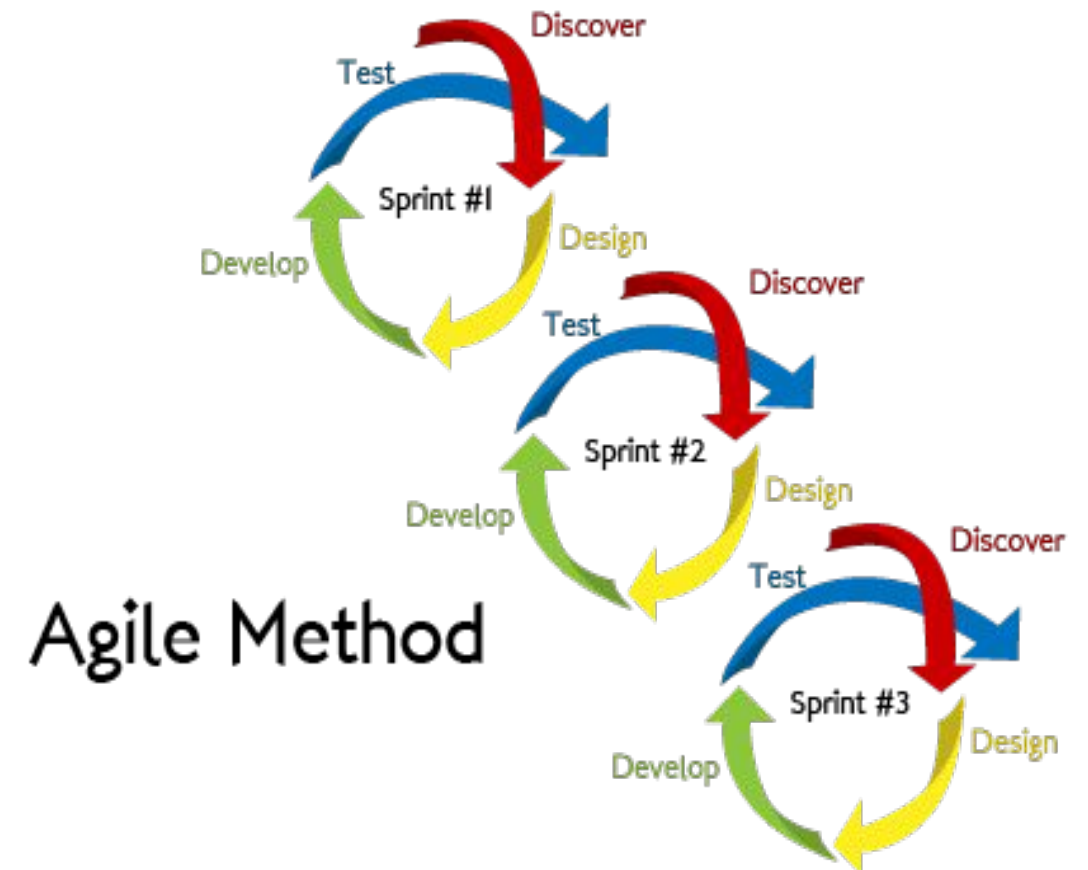 Discover
Test
Sprint #1
Design
Develop
Discover
Test
Sprint #2
Design
Develop
Discover
Test
Agile Method
Sprint #3
Design
Develop